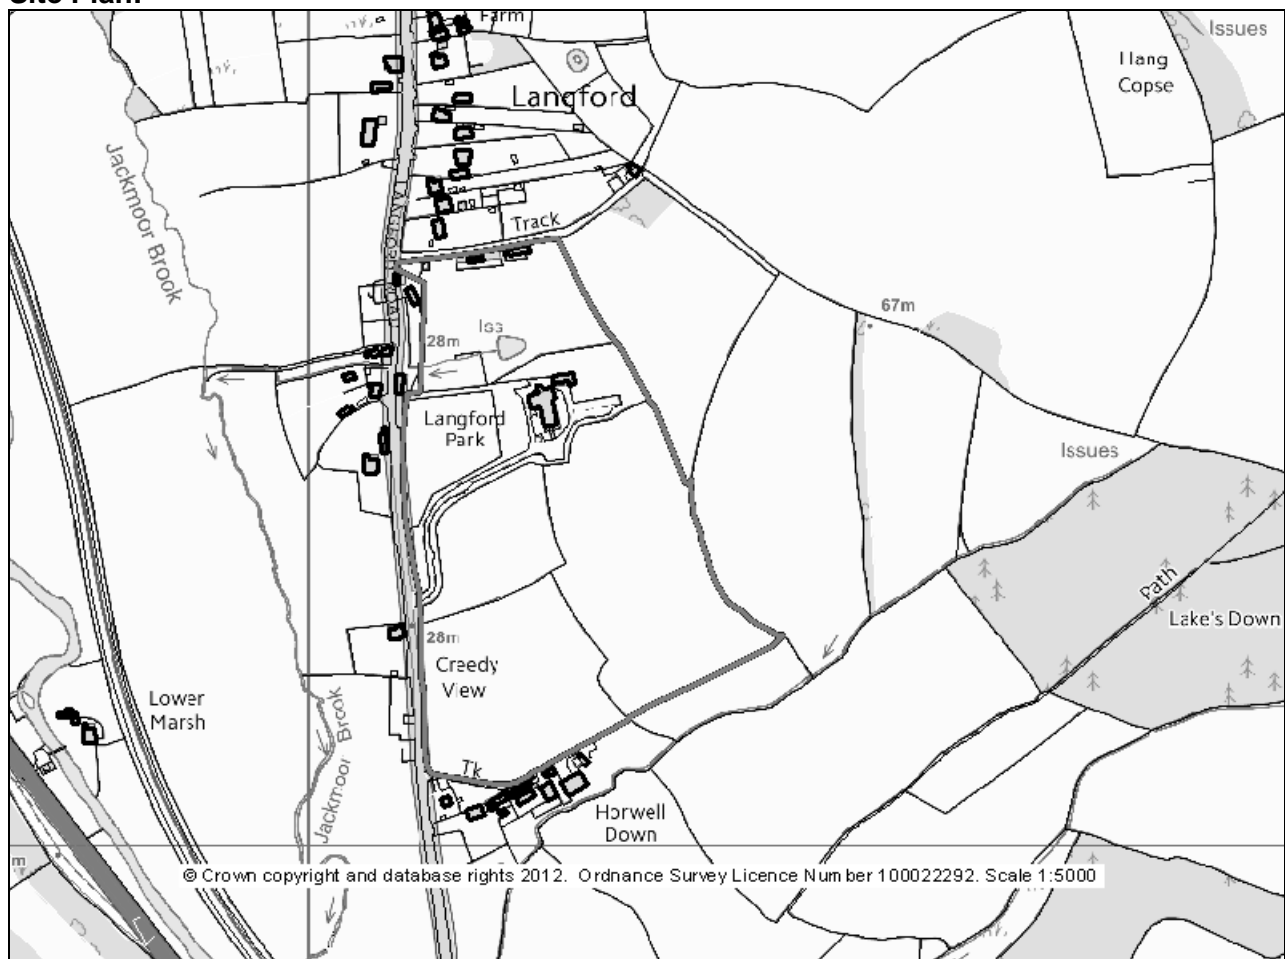 Site Plan:
Farm
Issues
Hang
Copse
Langford
Jackmoor Brook
Track
67m
Iss
28m
Langford
Park
Issues
Path
Lake's Down
28m
Creedy
View
Lower
Marsh
Jackmoor Brook
Tk
Horwell
Down
m
© Crown copyright and database rights 2012. Ordnance Survey Licence Number 100022292. Scale 1:5000